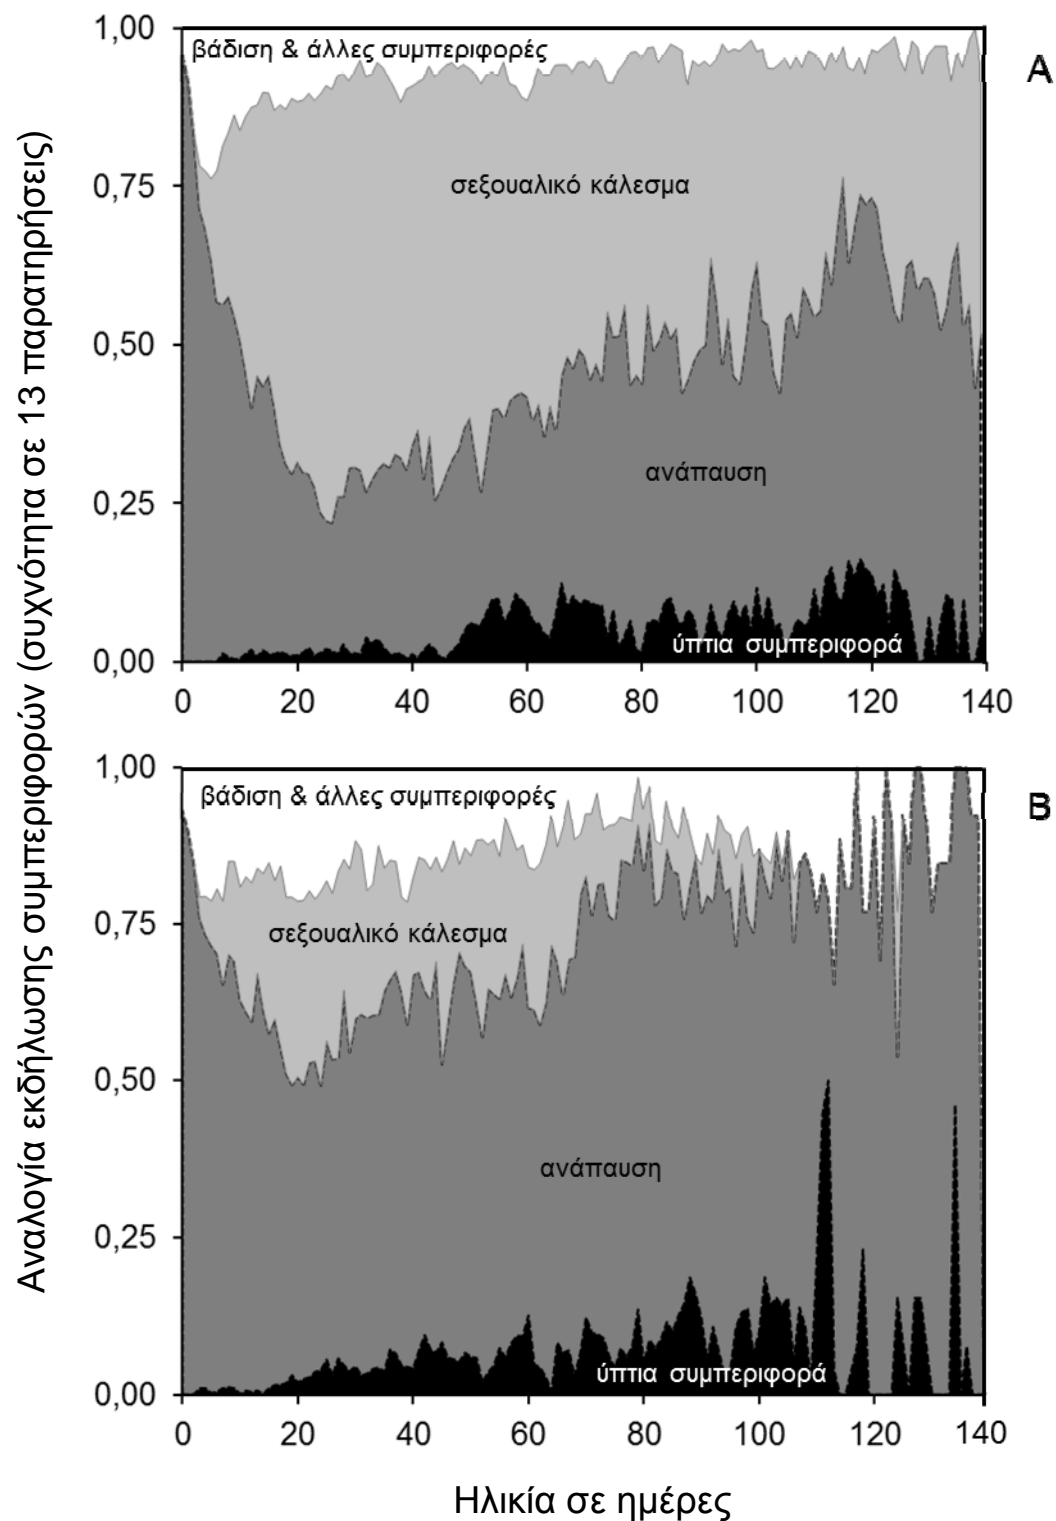 Αναλογία εκδήλωσης συμπεριφορών (συχνότητα σε 13 παρατηρήσεις)
1,00
0,75
0,50
0,25
0,00
βάδιση & άλλες συμπεριφορές
σεξουαλικό κάλεσμα
ανάπαυση
ύπτια συμπεριφορά
A
0 20 40 60 80 100 120 140
1,00
0,75
0,50
0,25
0,00
βάδιση & άλλες συμπεριφορές
σεξουαλικό κάλεσμα
ανάπαυση
ύπτια συμπεριφορά
B
0 20 40 60 80 100 120 140
Ηλικία σε ημέρες